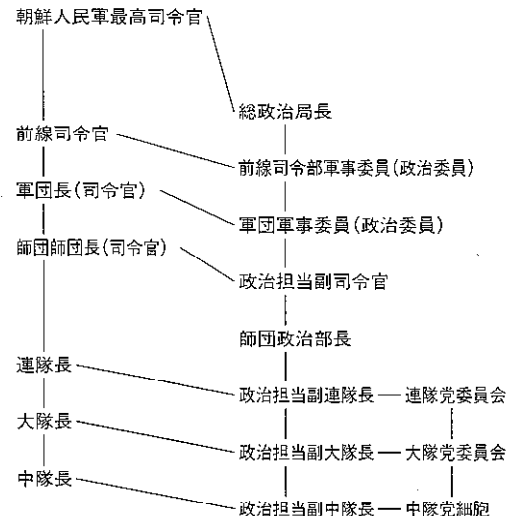 朝鮮人民軍最高司令官
総政治局長
前線司令官
前線司令部軍事委員(政治委員)
軍団長(司令官)
軍団軍事委員(政治委員)
師団師団長(司令官)
政治担当副司令官
師団政治部長
連隊長
政治担当副連隊長 連隊党委員会
大隊長
政治担当副大隊長 大隊党委員会
中隊長
政治担当副中隊長 中隊党細胞